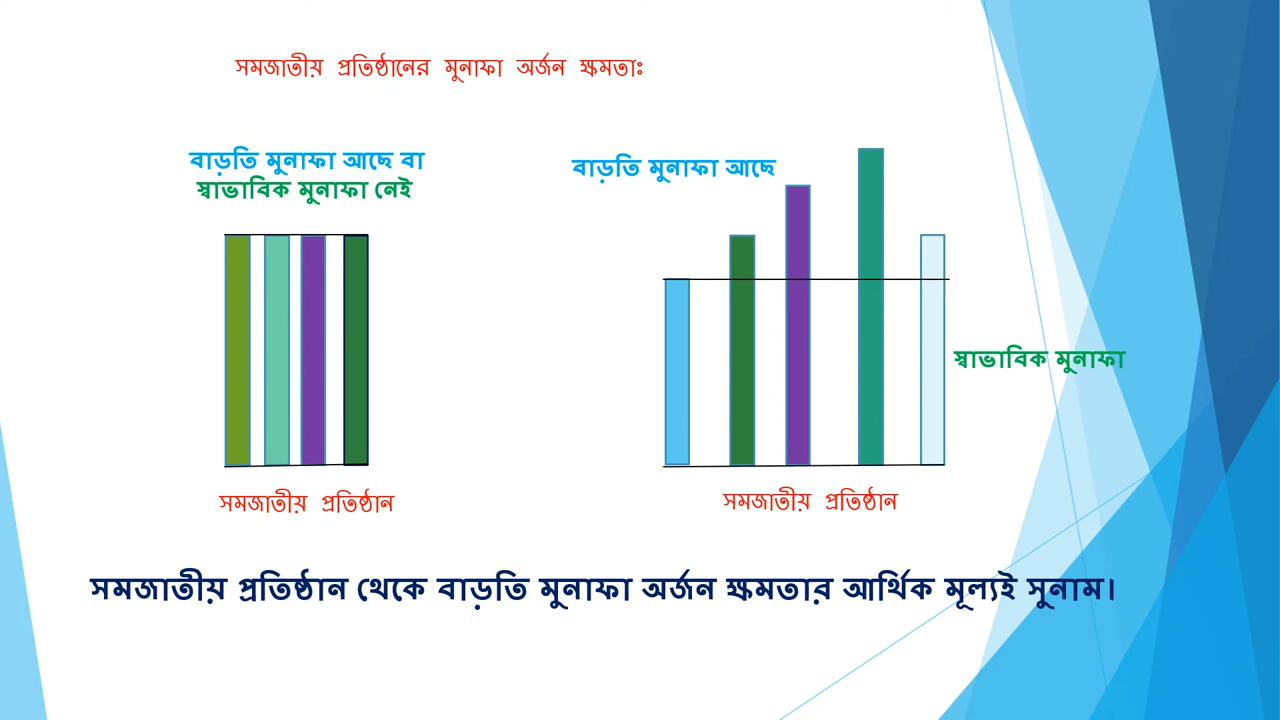 সমজাতীয় প্রতিষ্ঠানের মুনাফা অর্জন ক্ষমতাঃ
বাড়তি মুনাফা আছে বা
স্বাভাবিক মুনাফা নেই
বাড়তি মুনাফা আছে
স্বাভাবিক মুনাফা
সমজাতীয় প্রতিষ্ঠান
সমজাতীয় প্রতিষ্ঠান
সমজাতীয় প্রতিষ্ঠান থেকে বাড়তি মুনাফা অর্জন ক্ষমতার আর্থিক মূল্যই সুনাম।